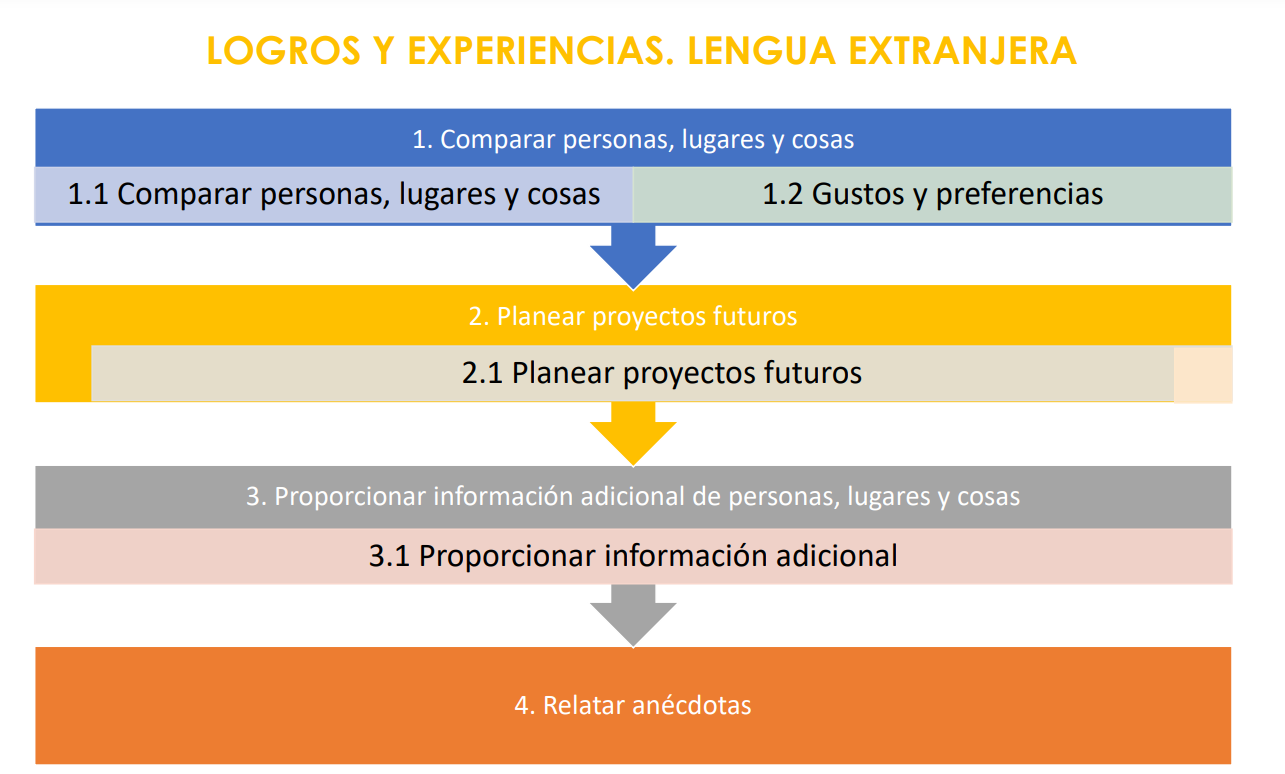 LOGROS Y EXPERIENCIAS. LENGUA EXTRANJERA
1. Comparar personas, lugares y cosas
1.1 Comparar personas, lugares y cosas
1.2 Gustos y preferencias
2. Planear proyectos futuros
2.1 Planear proyectos futuros
3. Proporcionar información adicional de personas, lugares y cosas
3.1 Proporcionar información adicional
4. Relatar anécdotas